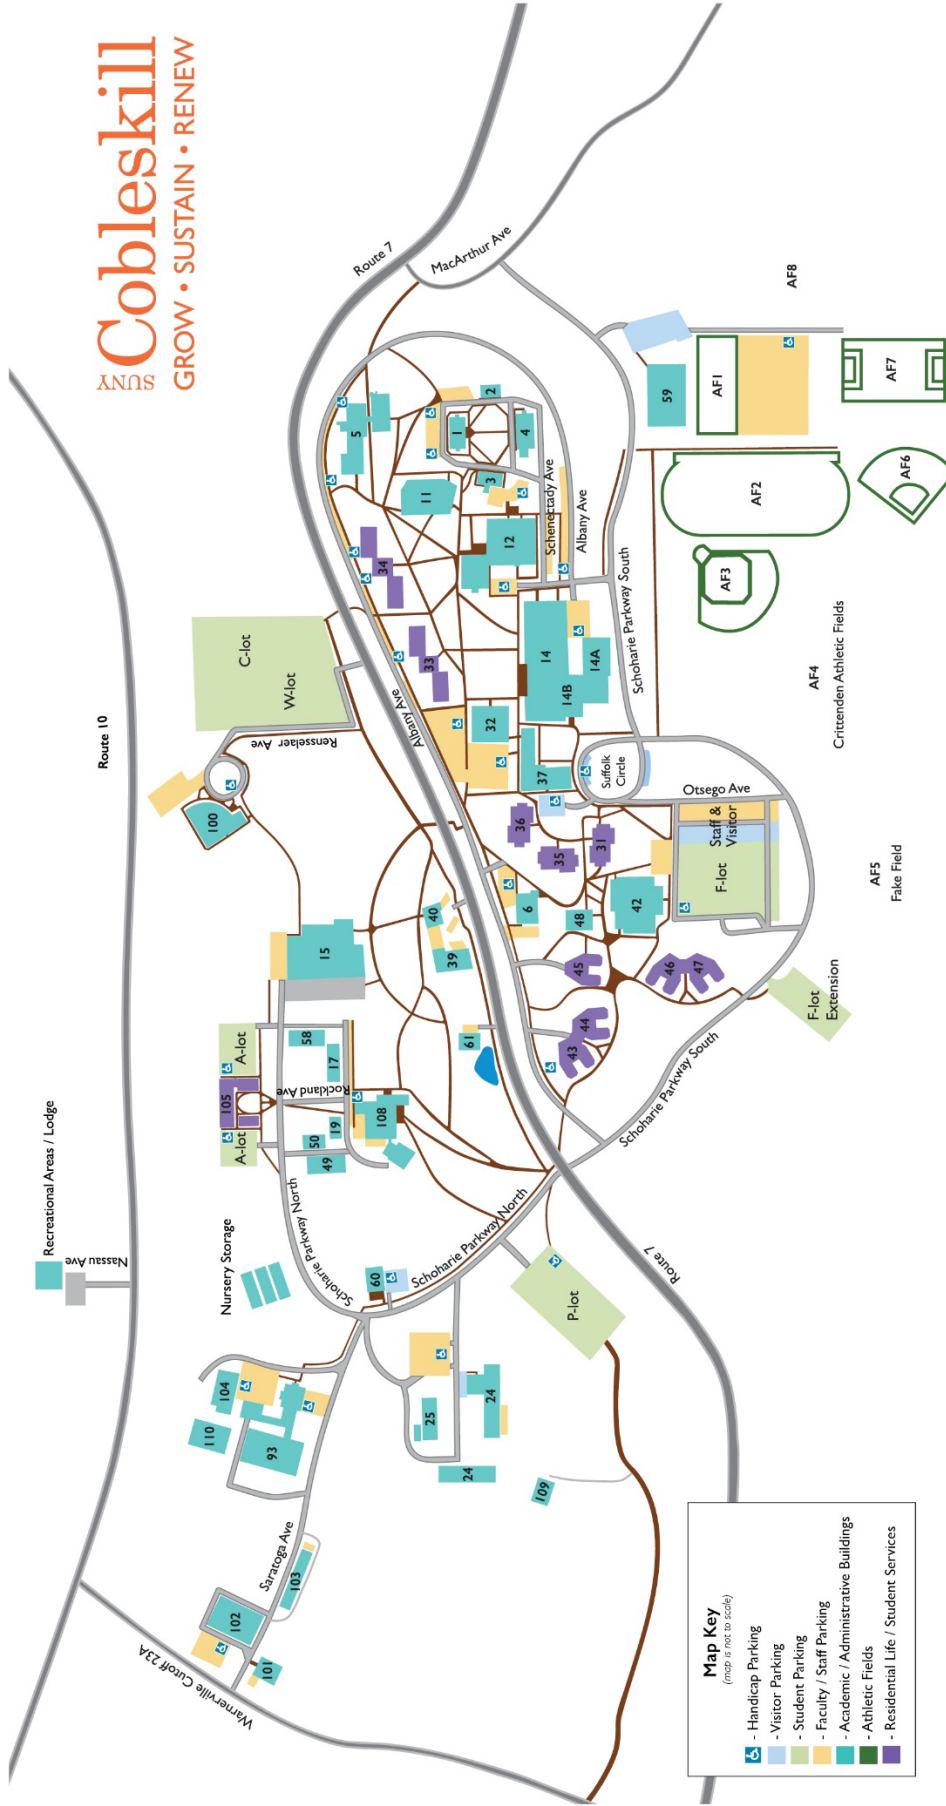 SUNY
Cobleskill
GROW • SUSTAIN • RENEW
Route 10
Recreational Areas / Lodge
Nassau Ave
Warnerville Cutoff 23A
Saratoga Ave
101
102
103
110
104
93
Nursery Storage
Schoharie Parkway North
Schoharie Parkway North
60
25
24
24
109
P-lot
Route 7
A-lot
105
A-lot
49
50
19
Rockland Ave
17
58
108
15
61
39
40
100
Rensselaer Ave
C-lot
W-lot
Albany Ave
Route 7
MacArthur Ave
43
44
45
46
47
48
42
6
35
36
31
37
32
33
34
14
14A
14B
12
11
5
3
1
2
4
Schenectady Ave
Albany Ave
Schoharie Parkway South
Schoharie Parkway South
Suffolk
Circle
Otsego Ave
Staff &
Visitor
F-lot
F-lot
Extension
59
AF1
AF2
AF3
AF4
Crittenden Athletic Fields
AF5
Fake Field
AF6
AF7
AF8
Map Key
(map is not to scale)
- Handicap Parking
- Visitor Parking
- Student Parking
- Faculty / Staff Parking
- Academic / Administrative Buildings
- Athletic Fields
- Residential Life / Student Services